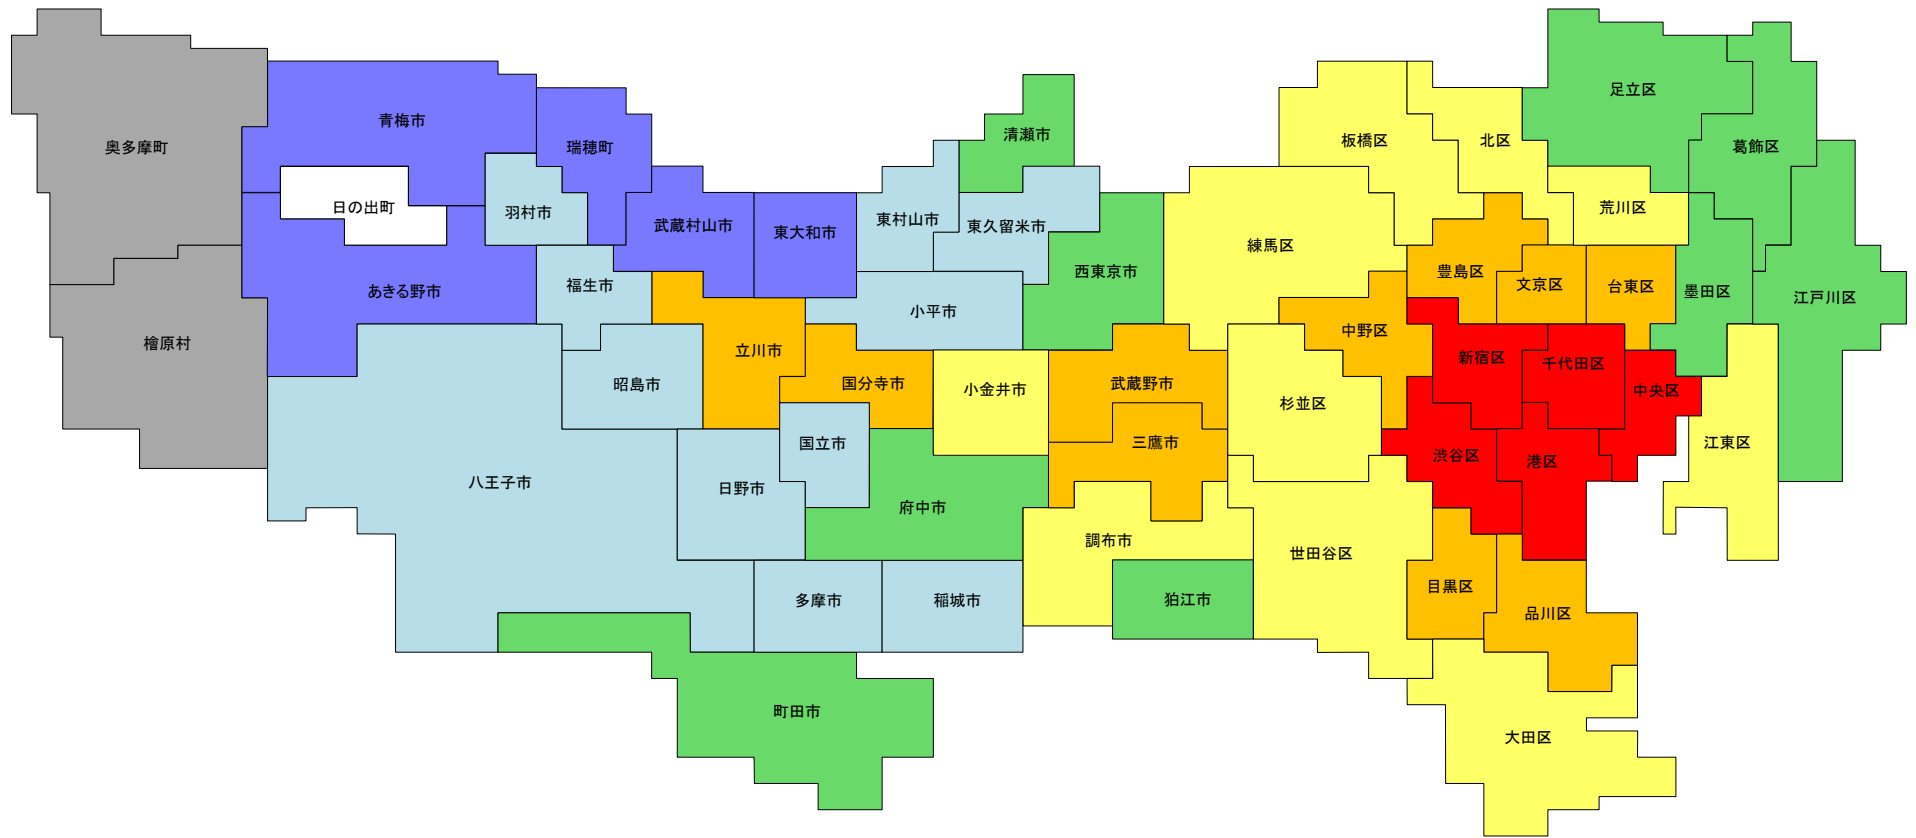 足立区
青梅市
清瀬市
板橋区
北区
奥多摩町
瑞穂町
葛飾区
日の出町
羽村市
荒川区
武蔵村山市
東大和市
東村山市
東久留米市
練馬区
西東京市
豊島区
あきる野市
福生市
文京区
台東区
墨田区
江戸川区
小平市
中野区
檜原村
立川市
新宿区
千代田区
昭島市
国分寺市
小金井市
武蔵野市
杉並区
中央区
国立市
三鷹市
江東区
渋谷区
港区
八王子市
日野市
府中市
調布市
世田谷区
目黒区
多摩市
稲城市
狛江市
品川区
町田市
大田区